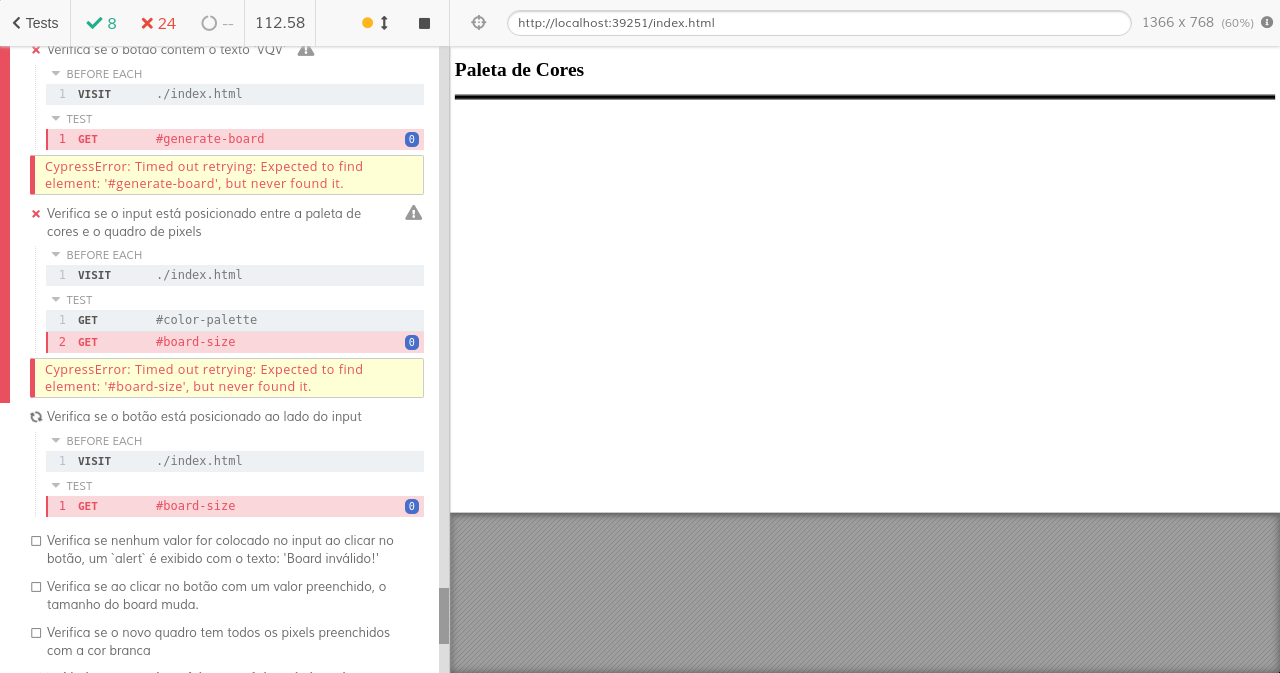 Tests 8 24 -- 112.58
http://localhost:39251/index.html 1366 x 768 (60%)
Verifica se o botão contém o texto 'VQV'
BEFORE EACH
1 VISIT ./index.html
TEST
1 GET #generate-board 0
CypressError: Timed out retrying: Expected to find
element: '#generate-board', but never found it.
Verifica se o input está posicionado entre a paleta de
cores e o quadro de pixels
BEFORE EACH
1 VISIT ./index.html
TEST
1 GET #color-palette
2 GET #board-size 0
CypressError: Timed out retrying: Expected to find
element: '#board-size', but never found it.
Verifica se o botão está posicionado ao lado do input
BEFORE EACH
1 VISIT ./index.html
TEST
1 GET #board-size 0
Verifica se nenhum valor for colocado no input ao clicar no
botão, um `alert` é exibido com o texto: 'Board inválido!'
Verifica se ao clicar no botão com um valor preenchido, o
tamanho do board muda.
Verifica se o novo quadro tem todos os pixels preenchidos
com a cor branca
Paleta de Cores